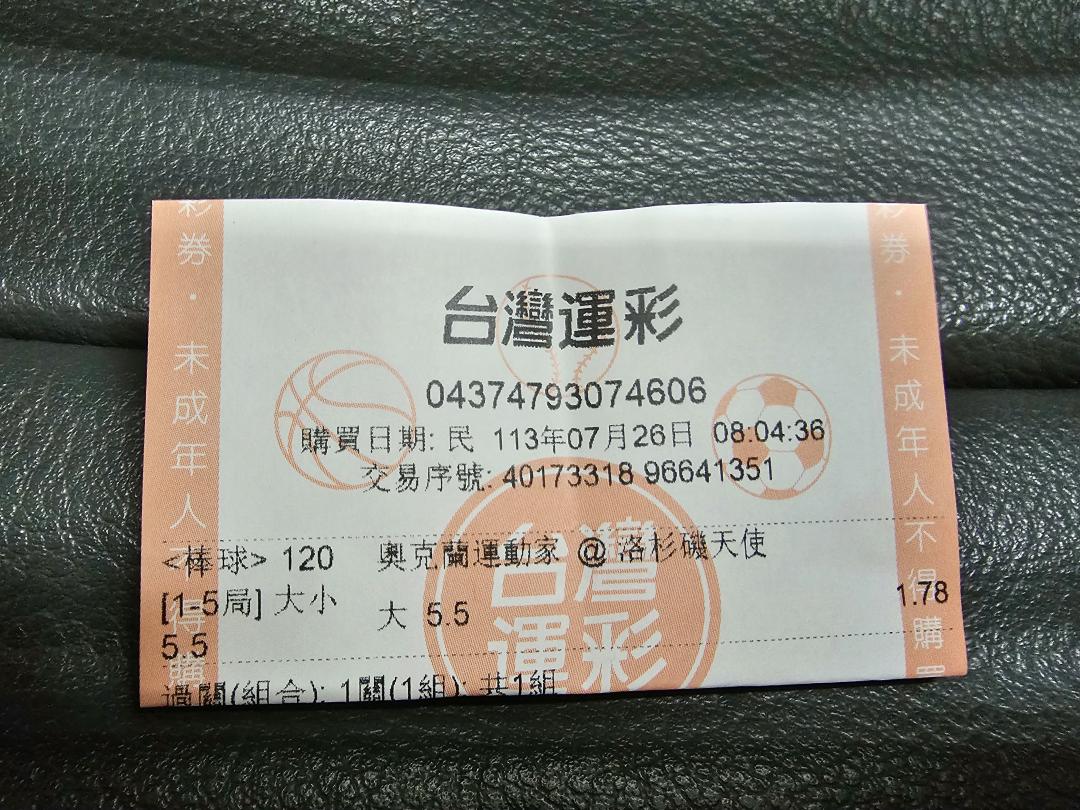 台灣運彩
04374793074606
購買日期: 民 113年07月26日 08:04:36
交易序號: 40173318 96641351
<棒球> 120 奧克蘭運動家 @ 洛杉磯天使
[1-5局] 大小 5.5 大 5.5 1.78
過關(組合): 1關(1組); 共1組
彩券・未成年人不得購
彩券・未成年人不得購買
台灣運彩